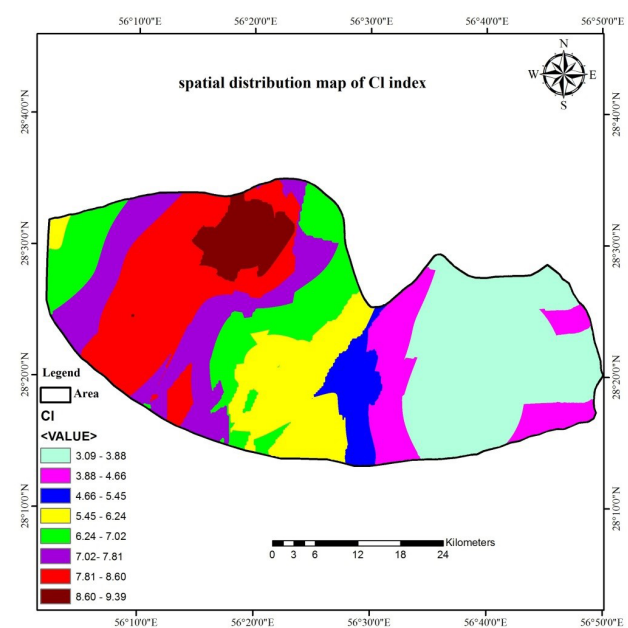 56°10'0"E 56°20'0"E 56°30'0"E 56°40'0"E 56°50'0"E
N
W E
S
spatial distribution map of Cl index
28°40'0"N 28°40'0"N
28°30'0"N 28°30'0"N
28°20'0"N 28°20'0"N
28°10'0"N 28°10'0"N
Legend
Area
Cl
<VALUE>
3.09 - 3.88
3.88 - 4.66
4.66 - 5.45
5.45 - 6.24
6.24 - 7.02
7.02- 7.81
7.81 - 8.60
8.60 - 9.39
Kilometers
0 3 6 12 18 24
56°10'0"E 56°20'0"E 56°30'0"E 56°40'0"E 56°50'0"E